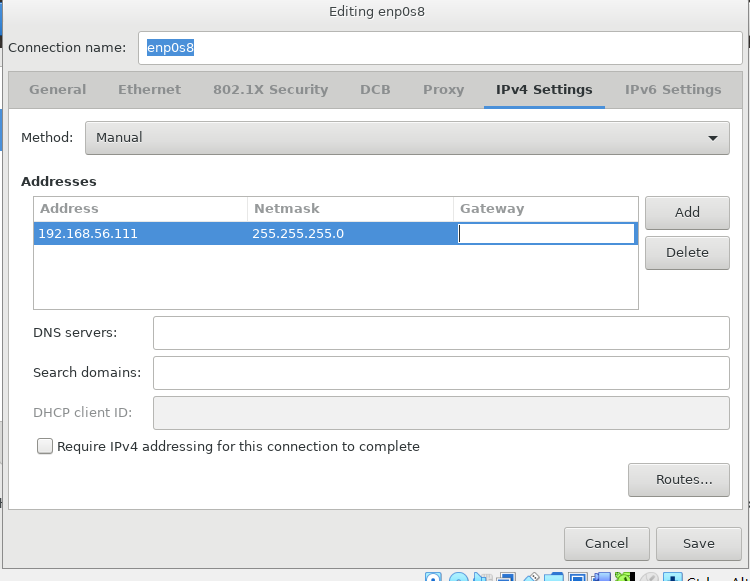 Editing enp0s8
Connection name: enp0s8
General Ethernet 802.1X Security DCB Proxy IPv4 Settings IPv6 Settings
Method: Manual
Addresses
Address Netmask Gateway
192.168.56.111 255.255.255.0
Add
Delete
DNS servers:
Search domains:
DHCP client ID:
Require IPv4 addressing for this connection to complete
Routes...
Cancel Save